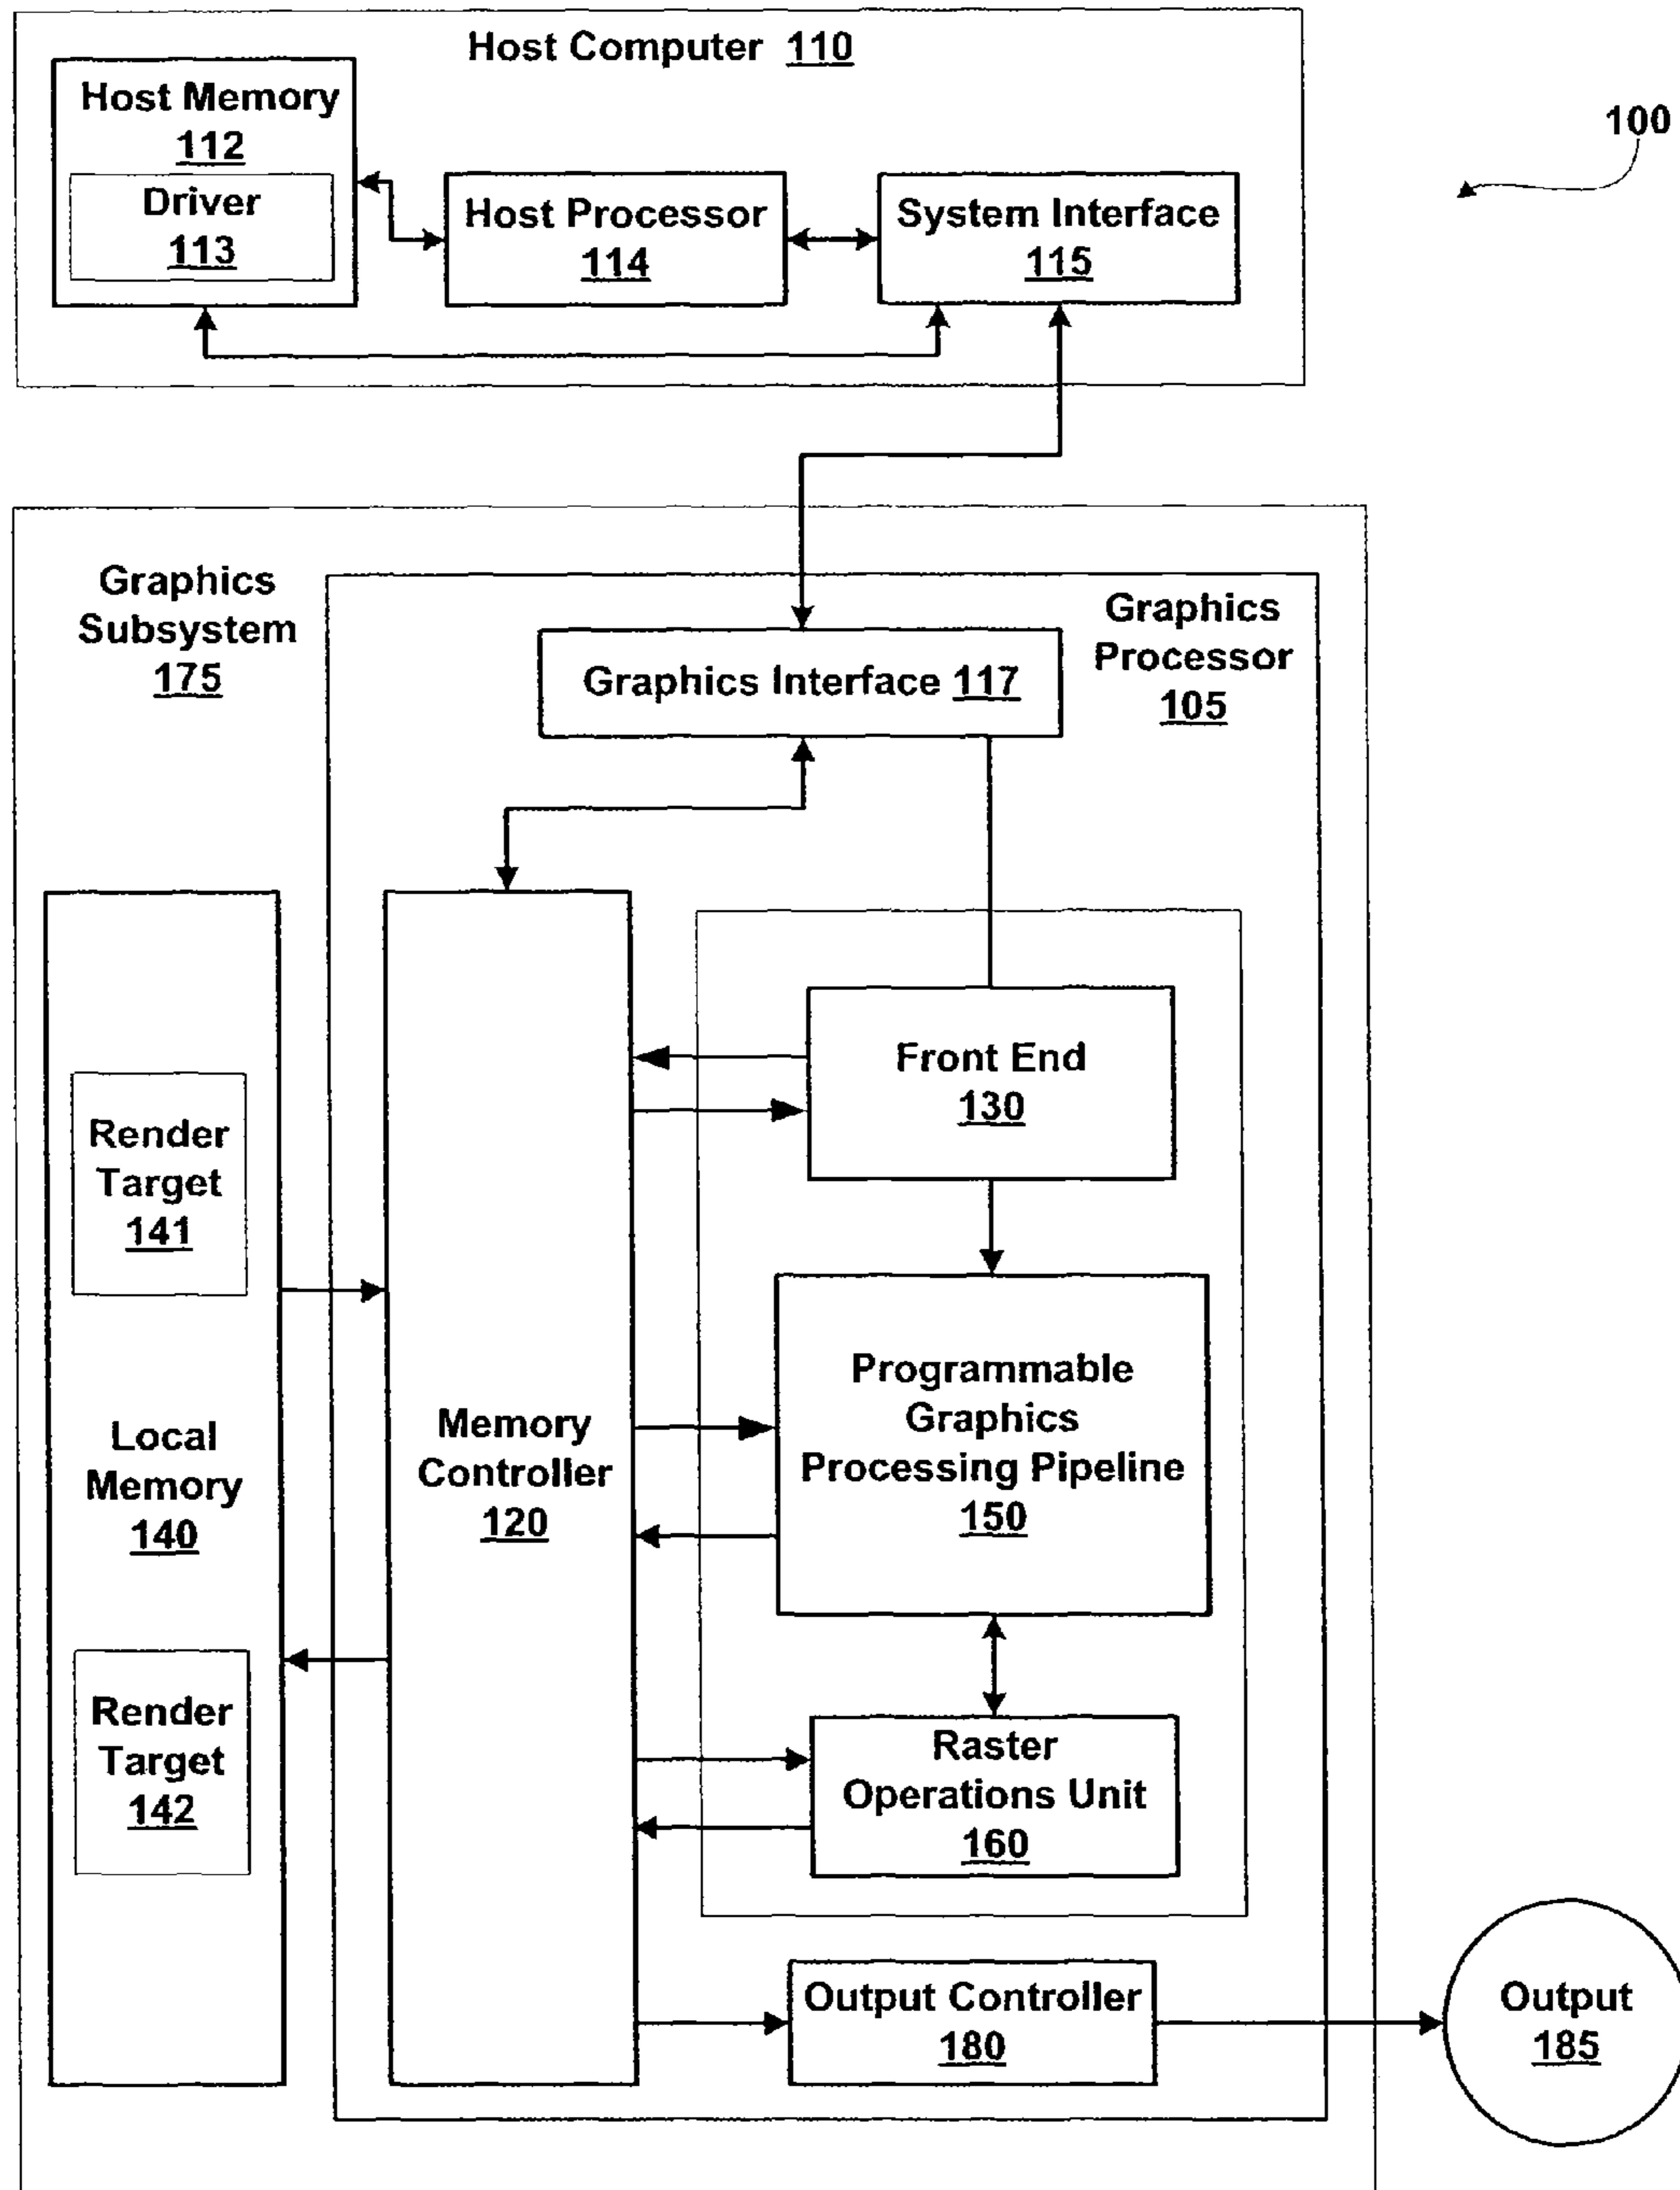 Host Computer 110
Host Memory
112
Driver
113
Host Processor
114
System Interface
115
100
Graphics
Subsystem
175
Graphics
Processor
105
Graphics Interface 117
Front End
130
Render
Target
141
Programmable
Graphics
Processing Pipeline
150
Local
Memory
140
Memory
Controller
120
Render
Target
142
Raster
Operations Unit
160
Output Controller
180
Output
185